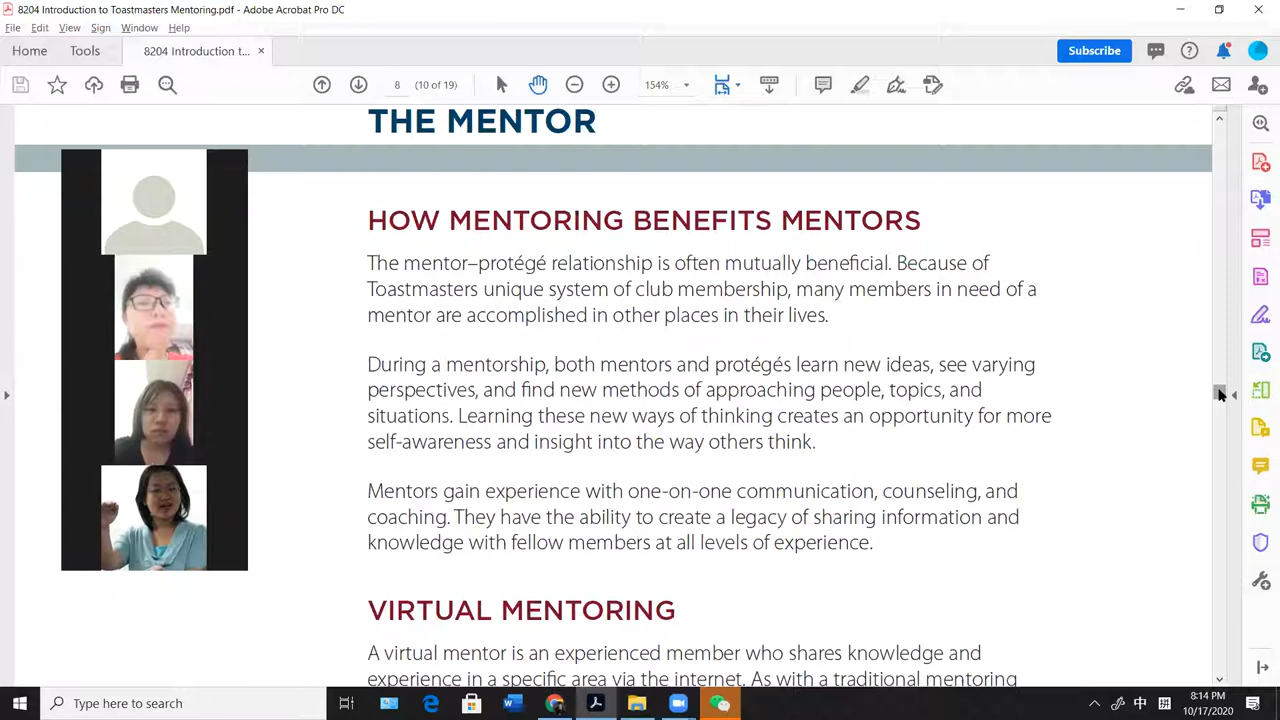 8204 Introduction to Toastmasters Mentoring.pdf - Adobe Acrobat Pro DC
File Edit View Sign Window Help
Home Tools 8204 Introduction t... ×
Subscribe
8 (10 of 19) 154%
THE MENTOR
HOW MENTORING BENEFITS MENTORS
The mentor–protégé relationship is often mutually beneficial. Because of
Toastmasters unique system of club membership, many members in need of a
mentor are accomplished in other places in their lives.
During a mentorship, both mentors and protégés learn new ideas, see varying
perspectives, and find new methods of approaching people, topics, and
situations. Learning these new ways of thinking creates an opportunity for more
self-awareness and insight into the way others think.
Mentors gain experience with one-on-one communication, counseling, and
coaching. They have the ability to create a legacy of sharing information and
knowledge with fellow members at all levels of experience.
VIRTUAL MENTORING
A virtual mentor is an experienced member who shares knowledge and
experience in a specific area via the internet. As with a traditional mentoring
Type here to search
中 拼
8:14 PM
10/17/2020